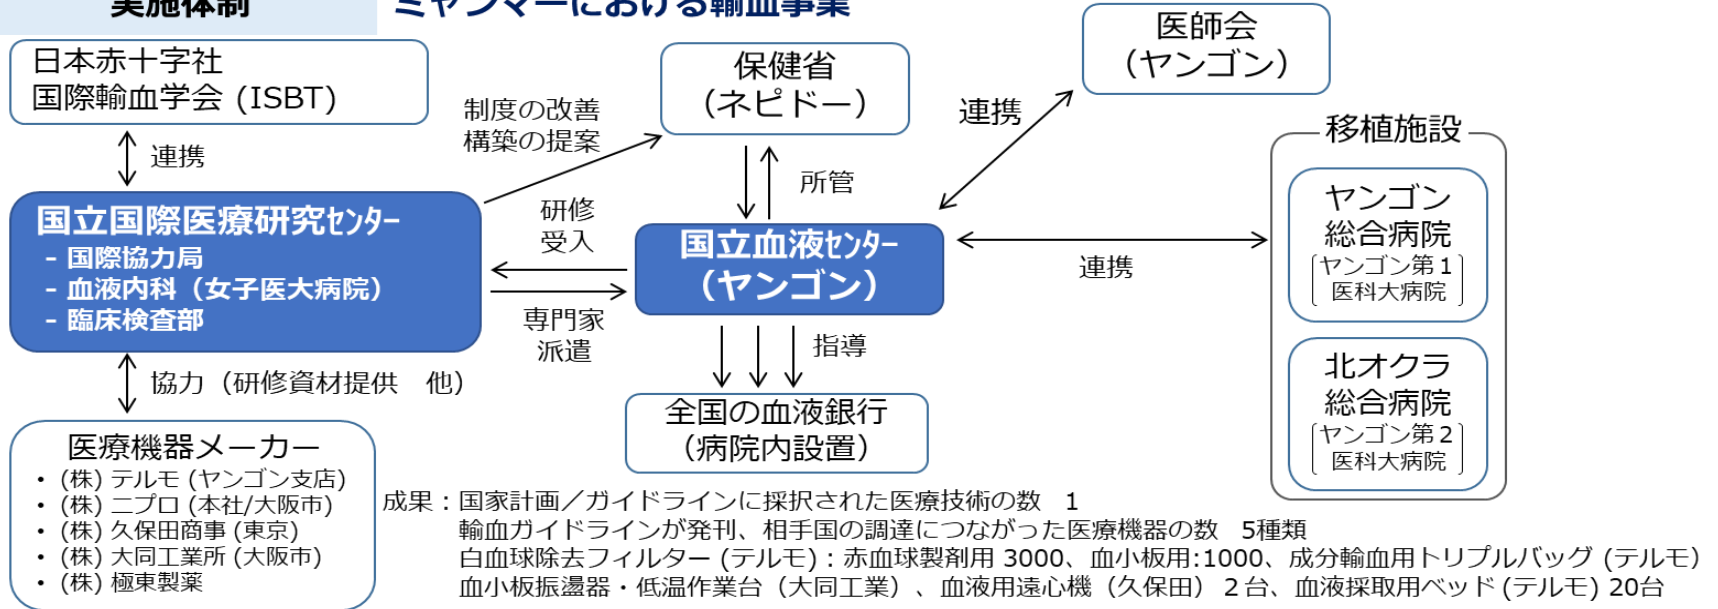 実施体制
ミャンマーにおける輸血事業
日本赤十字社
国際輸血学会 (ISBT)
連携
国立国際医療研究ｾﾝﾀｰ
- 国際協力局
- 血液内科（女子医大病院）
- 臨床検査部
協力（研修資材提供　他）
医療機器メーカー
・ (株) テルモ (ヤンゴン支店)
・ (株) ニプロ (本社/大阪市)
・ (株) 久保田商事 (東京)
・ (株) 大同工業所 (大阪市)
・ (株) 極東製薬
制度の改善
構築の提案
研修
受入
専門家
派遣
保健省
（ネピドー）
所管
国立血液ｾﾝﾀｰ
（ヤンゴン）
指導
全国の血液銀行
（病院内設置）
連携
医師会
（ヤンゴン）
連携
移植施設
ヤンゴン
総合病院
ヤンゴン第１
医科大病院
北オクラ
総合病院
ヤンゴン第２
医科大病院
成果：国家計画／ガイドラインに採択された医療技術の数　1
輸血ガイドラインが発刊、相手国の調達につながった医療機器の数　5種類
白血球除去フィルター (テルモ)：赤血球製剤用 3000、血小板用:1000、成分輸血用トリプルバッグ (テルモ)
血小板振盪器・低温作業台（大同工業）、血液用遠心機（久保田）２台、血液採取用ベッド (テルモ) 20台